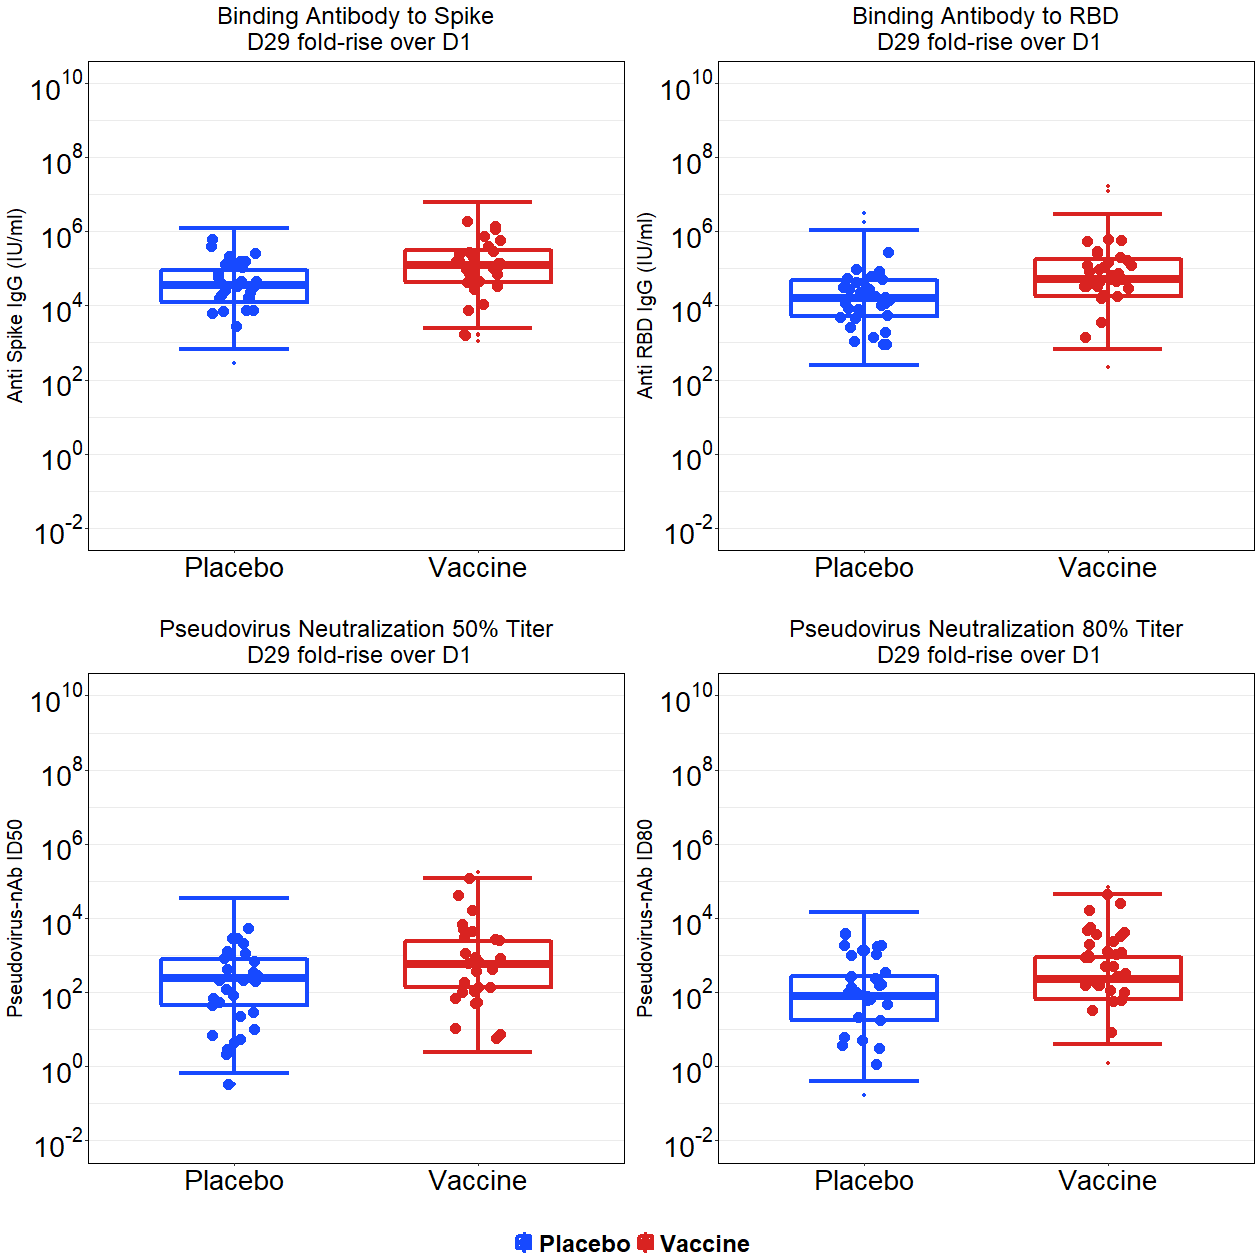 Binding Antibody to Spike
D29 fold-rise over D1
Anti Spike IgG (IU/ml)
10^10
10^8
10^6
10^4
10^2
10^0
10^-2
Placebo Vaccine
Binding Antibody to RBD
D29 fold-rise over D1
Anti RBD IgG (IU/ml)
10^10
10^8
10^6
10^4
10^2
10^0
10^-2
Placebo Vaccine
Pseudovirus Neutralization 50% Titer
D29 fold-rise over D1
Pseudovirus-nAb ID50
10^10
10^8
10^6
10^4
10^2
10^0
10^-2
Placebo Vaccine
Pseudovirus Neutralization 80% Titer
D29 fold-rise over D1
Pseudovirus-nAb ID80
10^10
10^8
10^6
10^4
10^2
10^0
10^-2
Placebo Vaccine
Placebo Vaccine